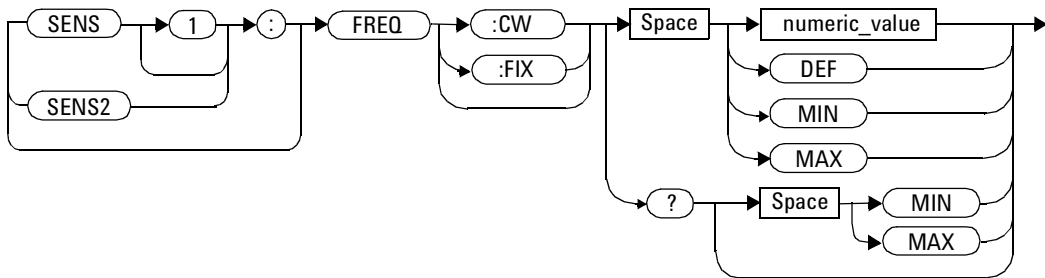 SENS 1 : FREQ :CW Space numeric_value
:FIX DEF
SENS2 MIN
MAX
? Space MIN
MAX